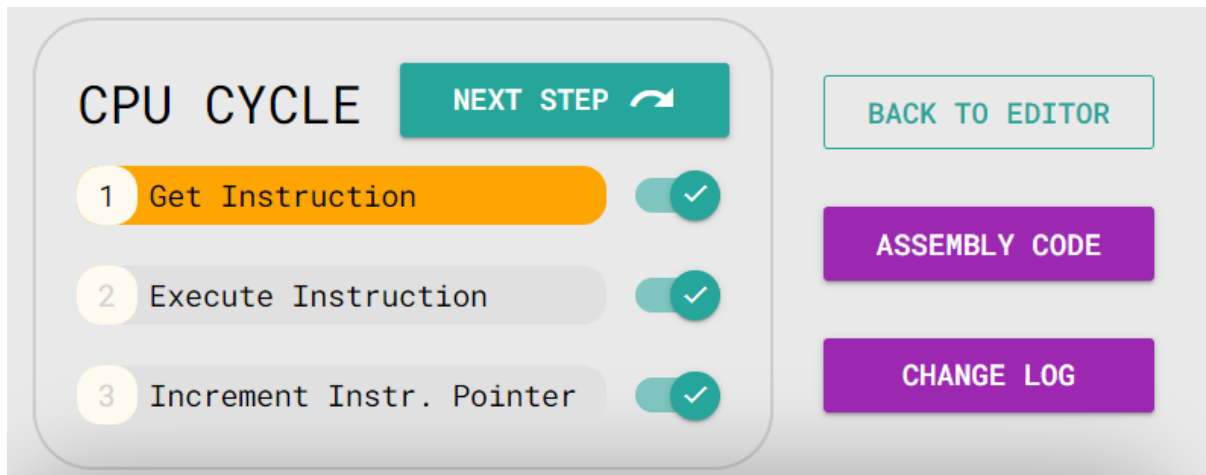 CPU CYCLE
NEXT STEP
1 Get Instruction
2 Execute Instruction
3 Increment Instr. Pointer
BACK TO EDITOR
ASSEMBLY CODE
CHANGE LOG